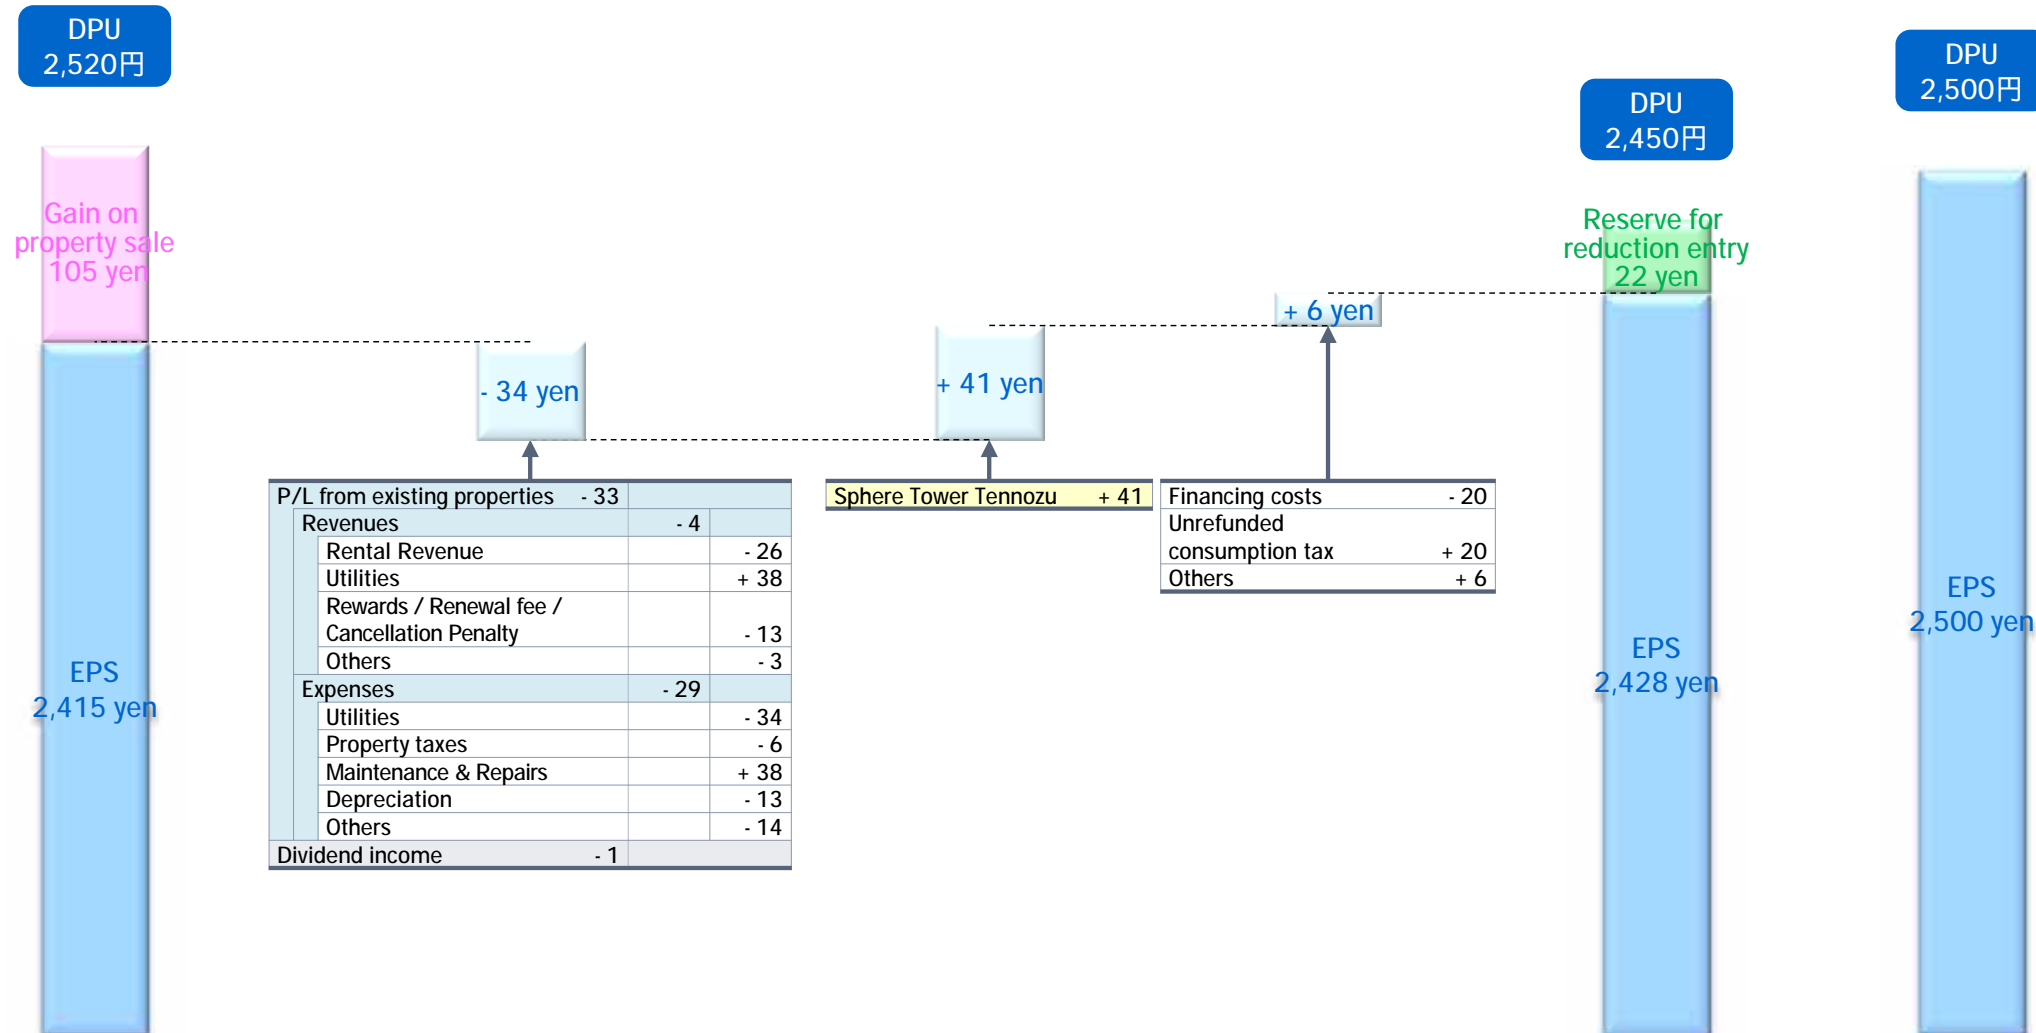 DPU
2,520円
Gain on
property sale
105 yen
EPS
2,415 yen
- 34 yen
P/L from existing properties - 33
Revenues - 4
Rental Revenue - 26
Utilities + 38
Rewards / Renewal fee /
Cancellation Penalty - 13
Others - 3
Expenses - 29
Utilities - 34
Property taxes - 6
Maintenance & Repairs + 38
Depreciation - 13
Others - 14
Dividend income - 1
+ 41 yen
Sphere Tower Tennozu + 41
+ 6 yen
Financing costs - 20
Unrefunded
consumption tax + 20
Others + 6
DPU
2,450円
Reserve for
reduction entry
22 yen
EPS
2,428 yen
DPU
2,500円
EPS
2,500 yen